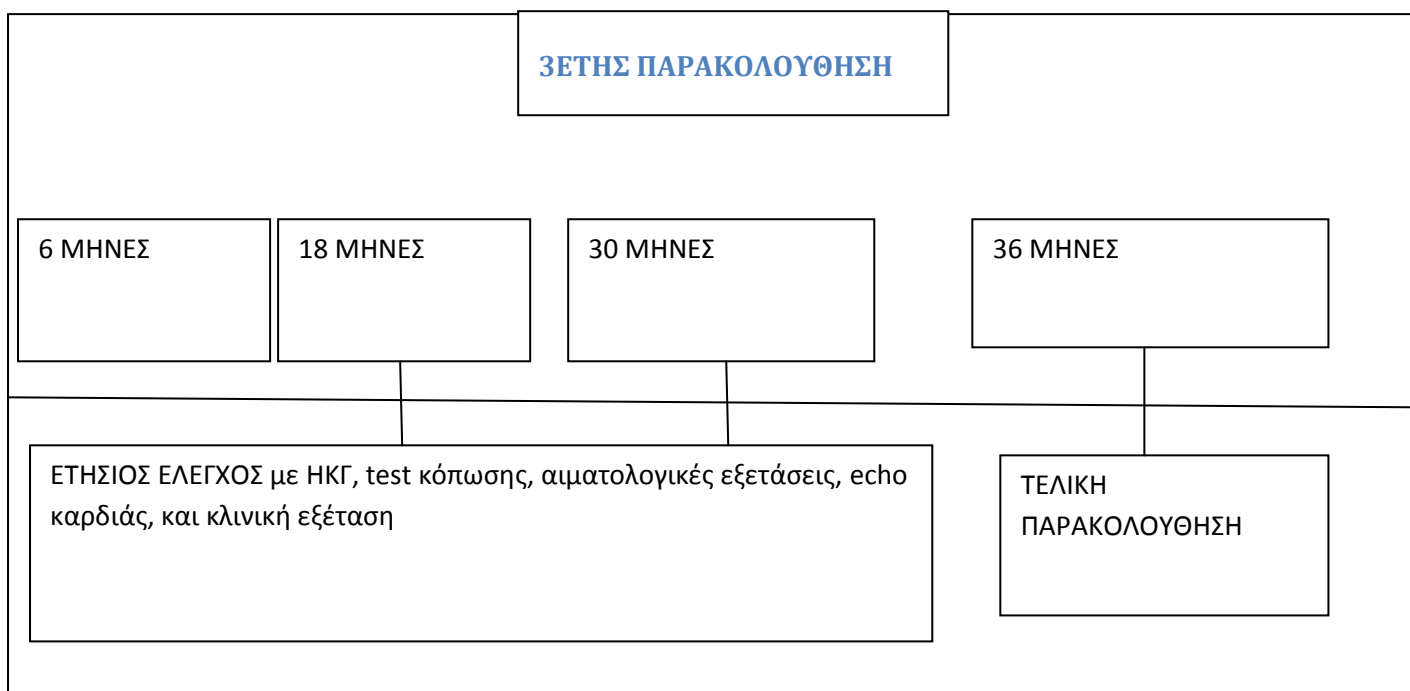 3ΕΤΗΣ ΠΑΡΑΚΟΛΟΥΘΗΣΗ
6 ΜΗΝΕΣ
18 ΜΗΝΕΣ
30 ΜΗΝΕΣ
36 ΜΗΝΕΣ
ΕΤΗΣΙΟΣ ΕΛΕΓΧΟΣ με ΗΚΓ, test κόπωσης, αιματολογικές εξετάσεις, echo
καρδιάς, και κλινική εξέταση
ΤΕΛΙΚΗ
ΠΑΡΑΚΟΛΟΥΘΗΣΗ